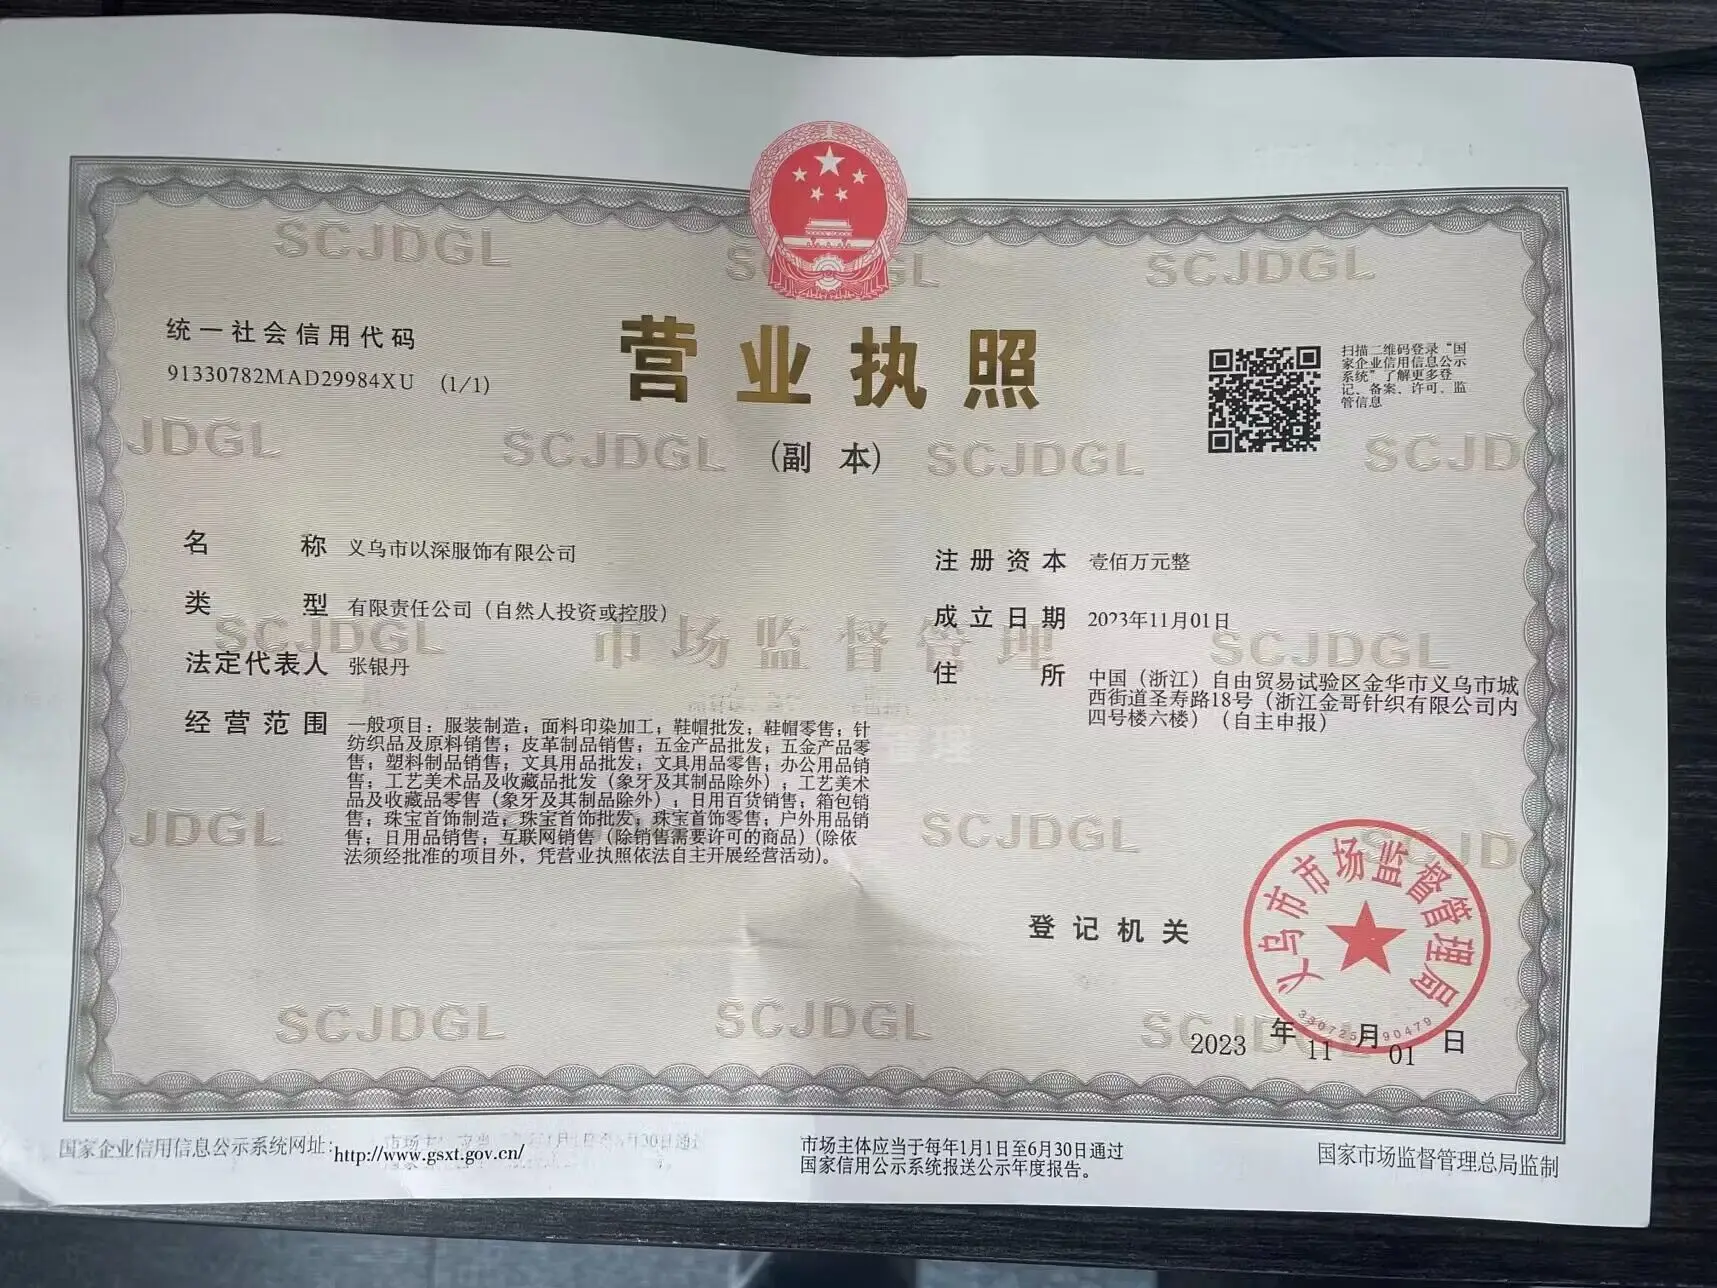 统一社会信用代码
91330782MAD29984XU (1/1)
营业执照
(副 本)
扫描二维码登录“国
家企业信用信息公示
系统”了解更多登
记、备案、许可、监
管信息
名 称 义乌市以深服饰有限公司
类 型 有限责任公司（自然人投资或控股）
法定代表人 张银丹
经营范围 一般项目：服装制造；面料印染加工；鞋帽批发；鞋帽零售；针
纺织品及原料销售；皮革制品销售；五金产品批发；五金产品零
售；塑料制品销售；文具用品批发；文具用品零售；办公用品销
售；工艺美术品及收藏品批发（象牙及其制品除外）；工艺美术
品及收藏品零售（象牙及其制品除外）；日用百货销售；箱包销
售；珠宝首饰制造；珠宝首饰批发；珠宝首饰零售；户外用品销
售；日用品销售；互联网销售（除销售需要许可的商品）(除依
法须经批准的项目外，凭营业执照依法自主开展经营活动)。
注册资本 壹佰万元整
成立日期 2023年11月01日
住 所 中国（浙江）自由贸易试验区金华市义乌市城
西街道圣寿路18号（浙江金哥针织有限公司内
四号楼六楼）（自主申报）
登记机关
义乌市市场监督管理局
2023 年 11 月 01 日
国家企业信用信息公示系统网址：http://www.gsxt.gov.cn/
市场主体应当于每年1月1日至6月30日通过
国家信用公示系统报送公示年度报告。
国家市场监督管理总局监制
SCJDGL
市场监督管理